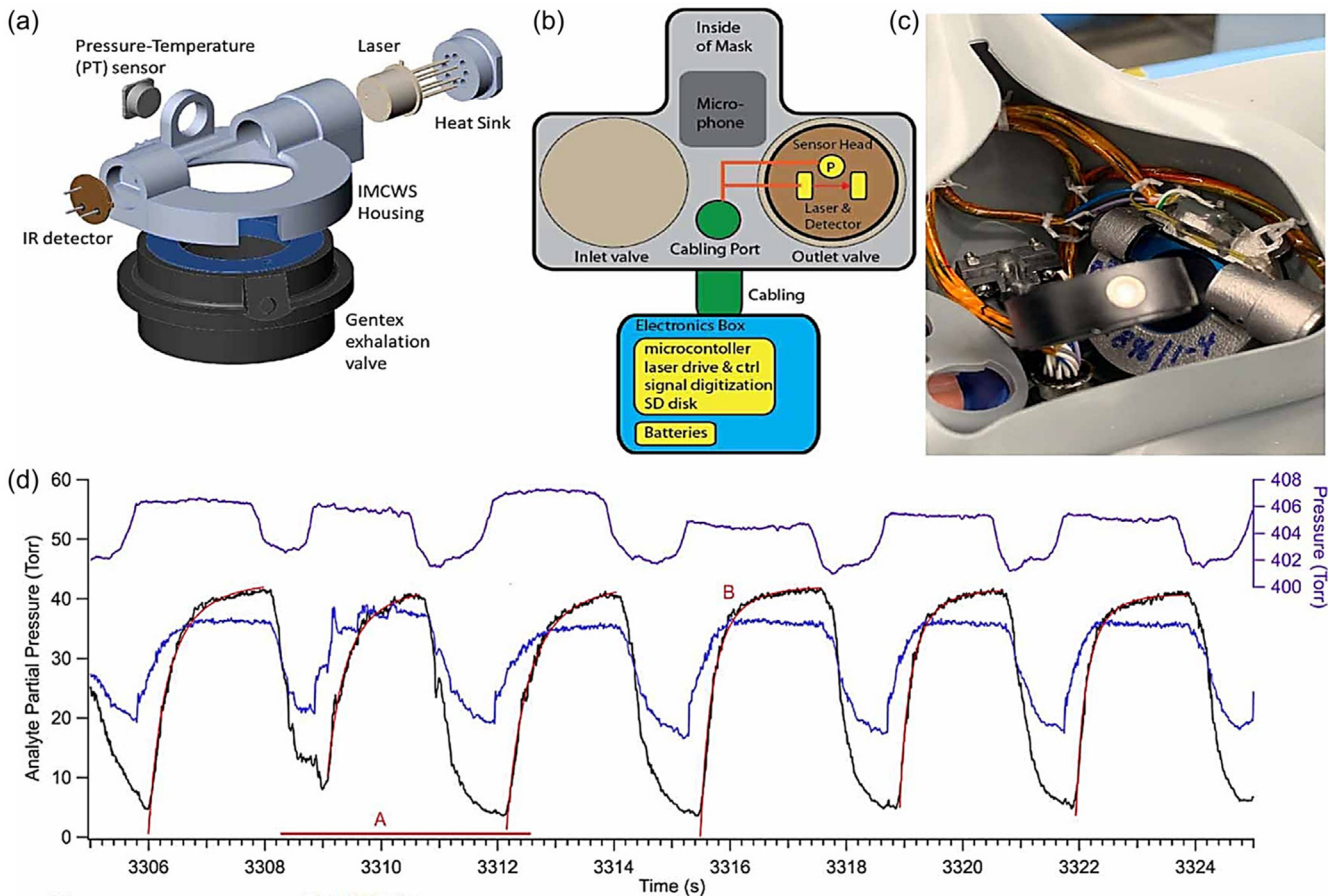 (a)
Pressure-Temperature
(PT) sensor
Laser
Heat Sink
IMCWS
Housing
IR detector
Gentex
exhalation
valve
(b)
Inside
of Mask
Micro-
phone
Sensor Head
P
Laser &
Detector
Inlet valve
Cabling Port
Outlet valve
Cabling
Electronics Box
microcontoller
laser drive & ctrl
signal digitization
SD disk
Batteries
(c)
296/1-4
(d)
Analyte Partial Pressure (Torr)
60
50
40
30
20
10
0
408
406
404
402
400
Pressure (Torr)
A
B
3306
3308
3310
3312
3314
3316
3318
3320
3322
3324
Time (s)